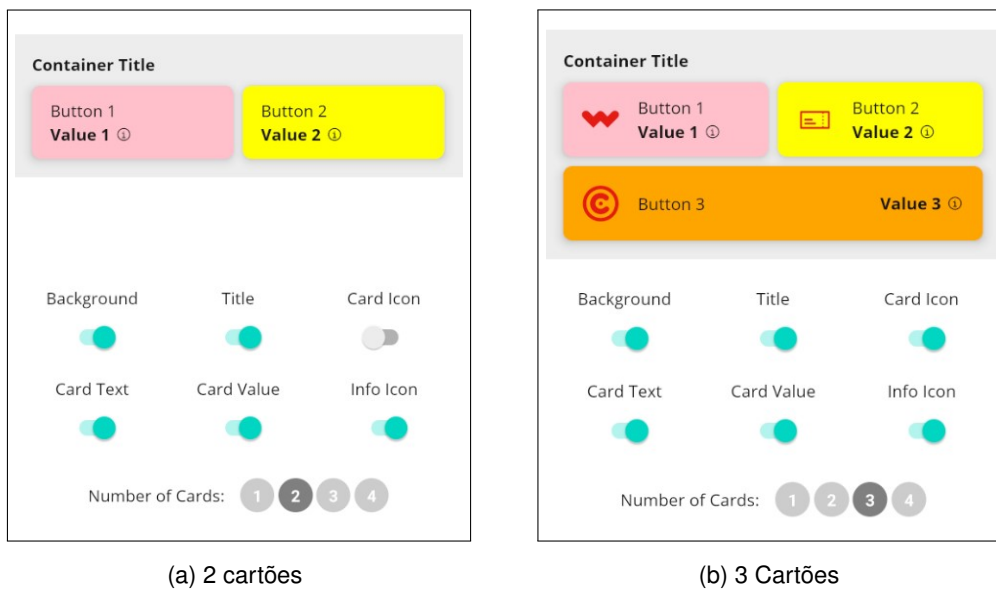 Container Title
Button 1
Value 1
Button 2
Value 2
Background Title Card Icon
Card Text Card Value Info Icon
Number of Cards: 1 2 3 4
(a) 2 cartões
Container Title
Button 1
Value 1
Button 2
Value 2
Button 3 Value 3
Background Title Card Icon
Card Text Card Value Info Icon
Number of Cards: 1 2 3 4
(b) 3 Cartões